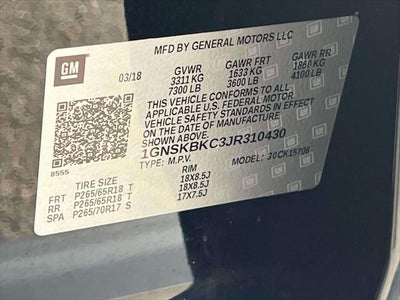 MFD BY GENERAL MOTORS LLC
GM
03/18 GVWR GAWR FRT GAWR RR
3311 KG 1633 KG 1860 KG
7300 LB 3600 LB 4100 LB
THIS VEHICLE CONFORMS TO ALL
APPLICABLE U.S. FEDERAL MOTOR
VEHICLE SAFETY STANDARDS IN
EFFECT ON THE DATE OF MANUFACTURE
SHOWN ABOVE.
1GNSKBKC3JR310430
8555 TYPE: M.P.V. MODEL: 30CK15706
TIRE SIZE RIM
FRT P265/65R18 T 18X8.5J
RR P265/65R18 T 18X8.5J
SPA P265/70R17 S 17X7.5J